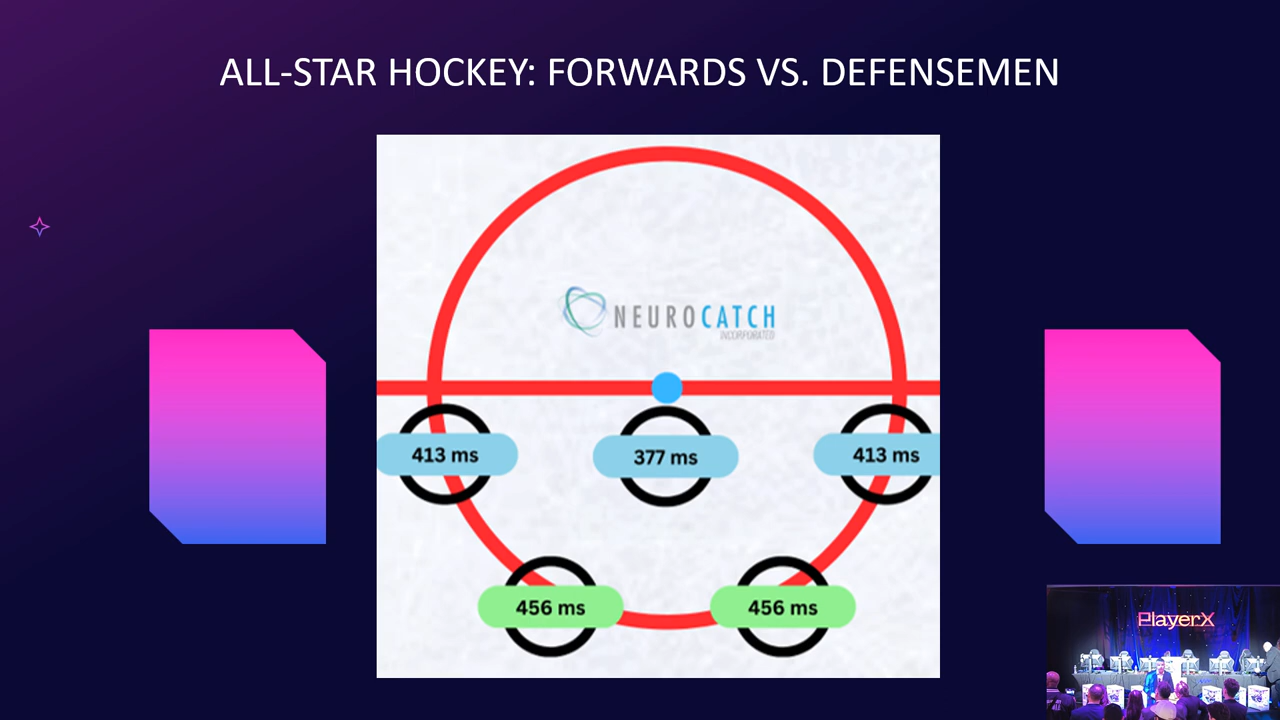 ALL-STAR HOCKEY: FORWARDS VS. DEFENSEMEN
NEUROCATCH
INCORPORATED
413 ms
377 ms
413 ms
456 ms
456 ms
PlayerX